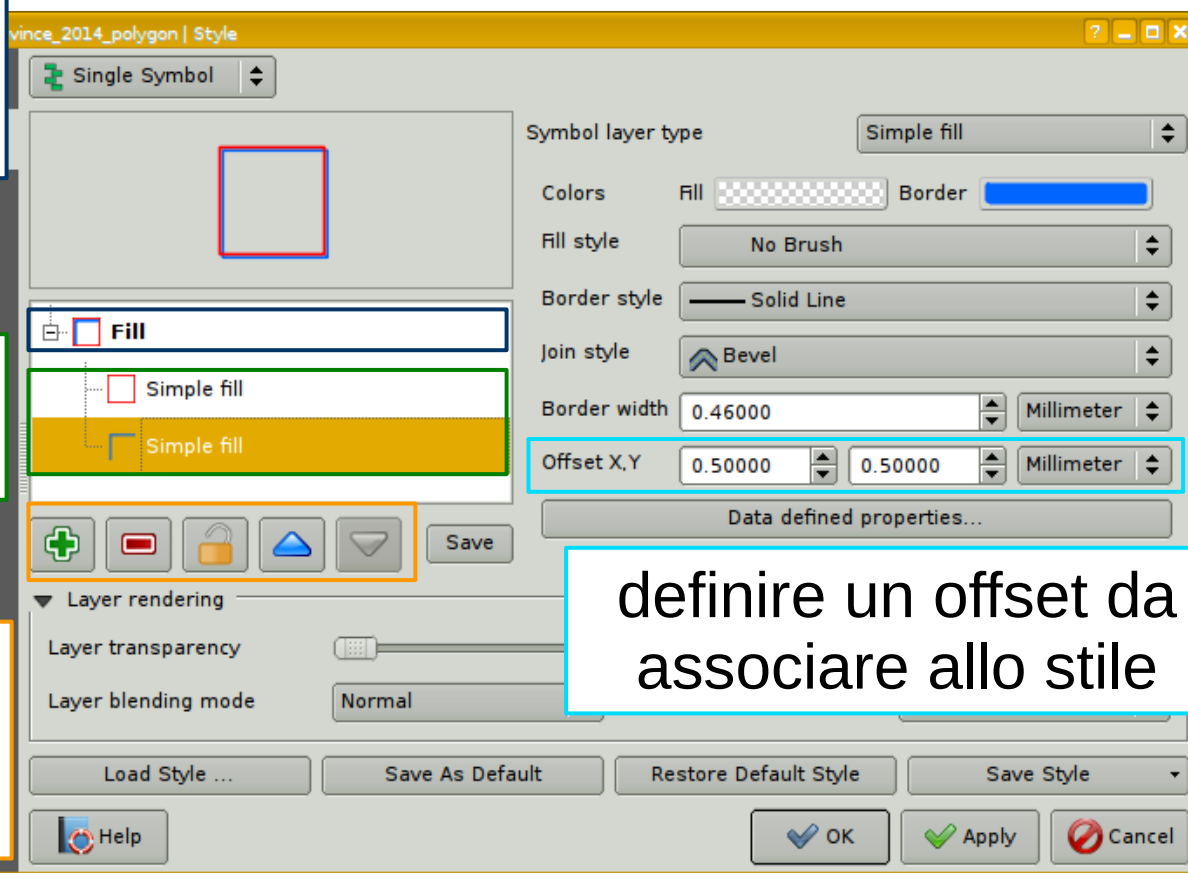 vince_2014_polygon | Style
Single Symbol
Symbol layer type Simple fill
Colors Fill Border
Fill style No Brush
Border style Solid Line
Join style Bevel
Border width 0.46000 Millimeter
Offset X,Y 0.50000 0.50000 Millimeter
Data defined properties...
Fill
Simple fill
Simple fill
Save
definire un offset da
associare allo stile
Layer rendering
Layer transparency
Layer blending mode Normal
Load Style ... Save As Default Restore Default Style Save Style
Help OK Apply Cancel